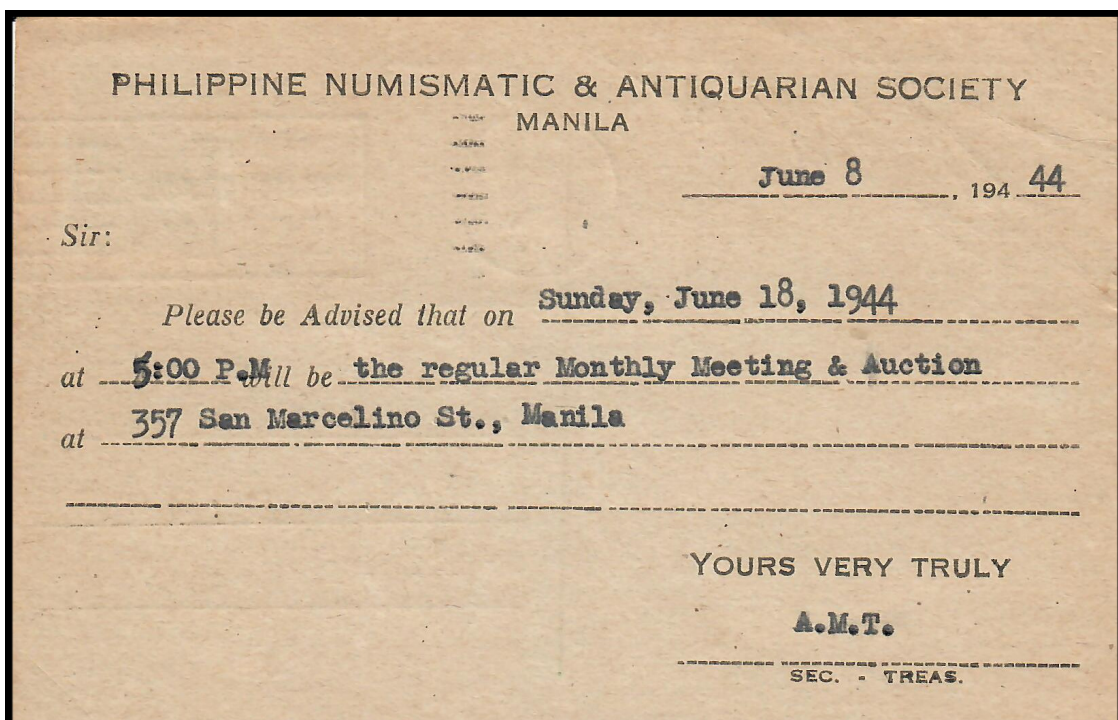 PHILIPPINE NUMISMATIC & ANTIQUARIAN SOCIETY
MANILA
June 8, 194 44
Sir:
Please be Advised that on Sunday, June 18, 1944
at 5:00 P.M will be the regular Monthly Meeting & Auction
at 357 San Marcelino St., Manila
YOURS VERY TRULY
A.M.T.
SEC. - TREAS.